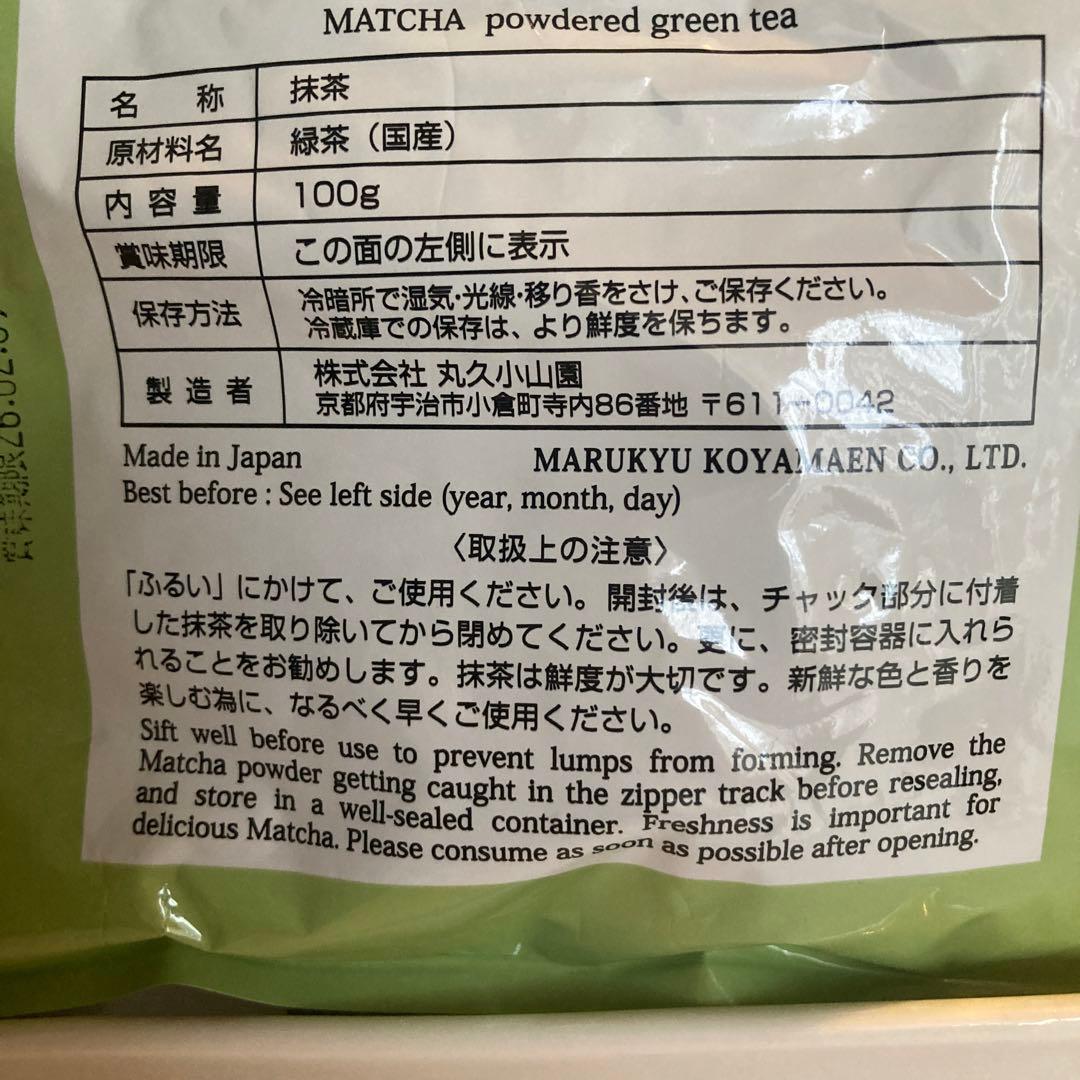 MATCHA powdered green tea
名 称 抹茶
原材料名 緑茶（国産）
内容量 100g
賞味期限 この面の左側に表示
保存方法 冷暗所で湿気・光線・移り香をさけ、ご保存ください。
冷蔵庫での保存は、より鮮度を保ちます。
製造者 株式会社 丸久小山園
京都府宇治市小倉町寺内86番地 〒611-0042
Made in Japan MARUKYU KOYAMAEN CO., LTD.
Best before : See left side (year, month, day)
〈取扱上の注意〉
「ふるい」にかけて、ご使用ください。開封後は、チャック部分に付着
した抹茶を取り除いてから閉めてください。更に、密封容器に入れら
れることをお勧めします。抹茶は鮮度が大切です。新鮮な色と香りを
楽しむ為に、なるべく早くご使用ください。
Sift well before use to prevent lumps from forming. Remove the
Matcha powder getting caught in the zipper track before resealing,
and store in a well-sealed container. Freshness is important for
delicious Matcha. Please consume as soon as possible after opening.
賞味期限